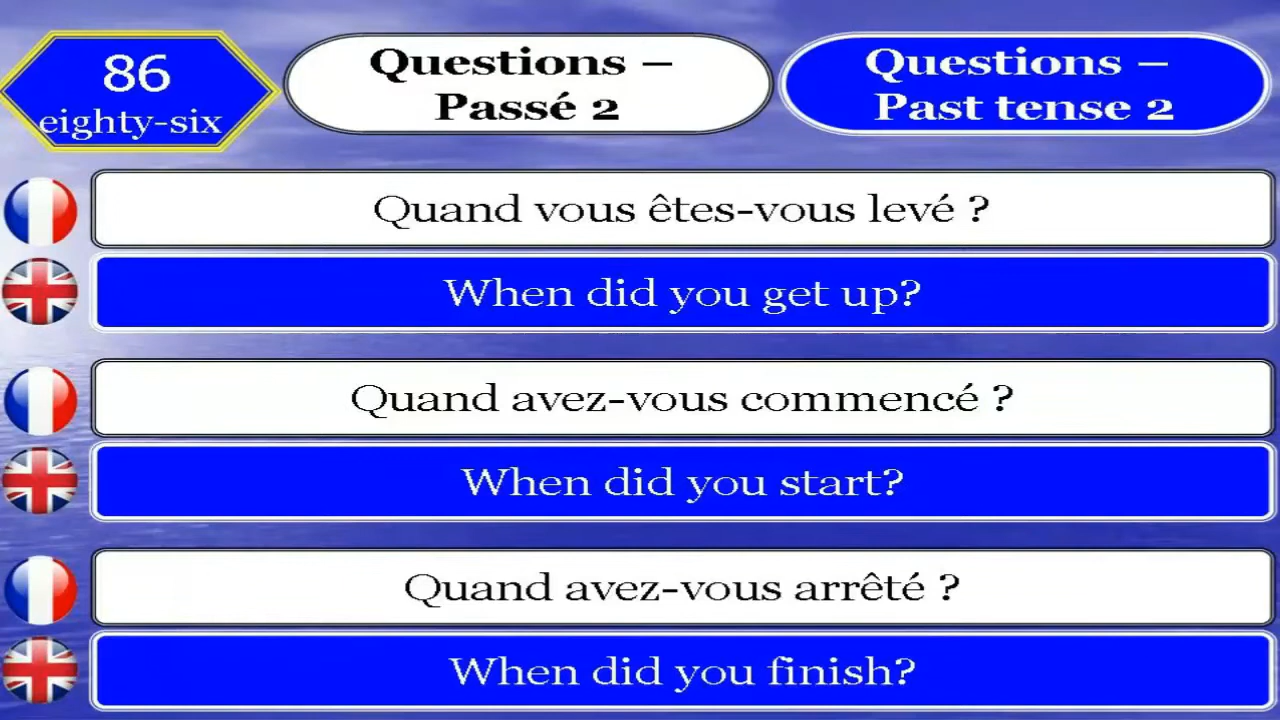 86
eighty-six
Questions –
Passé 2
Questions –
Past tense 2
Quand vous êtes-vous levé ?
When did you get up?
Quand avez-vous commencé ?
When did you start?
Quand avez-vous arrêté ?
When did you finish?